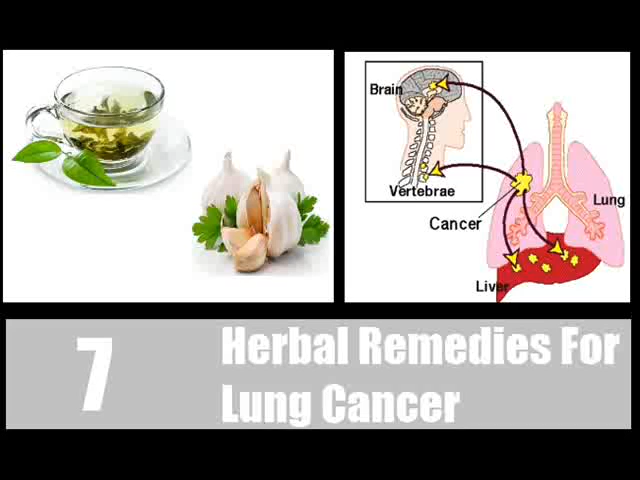 Brain
Vertebrae
Cancer
Lung
Liver
7
Herbal Remedies For
Lung Cancer